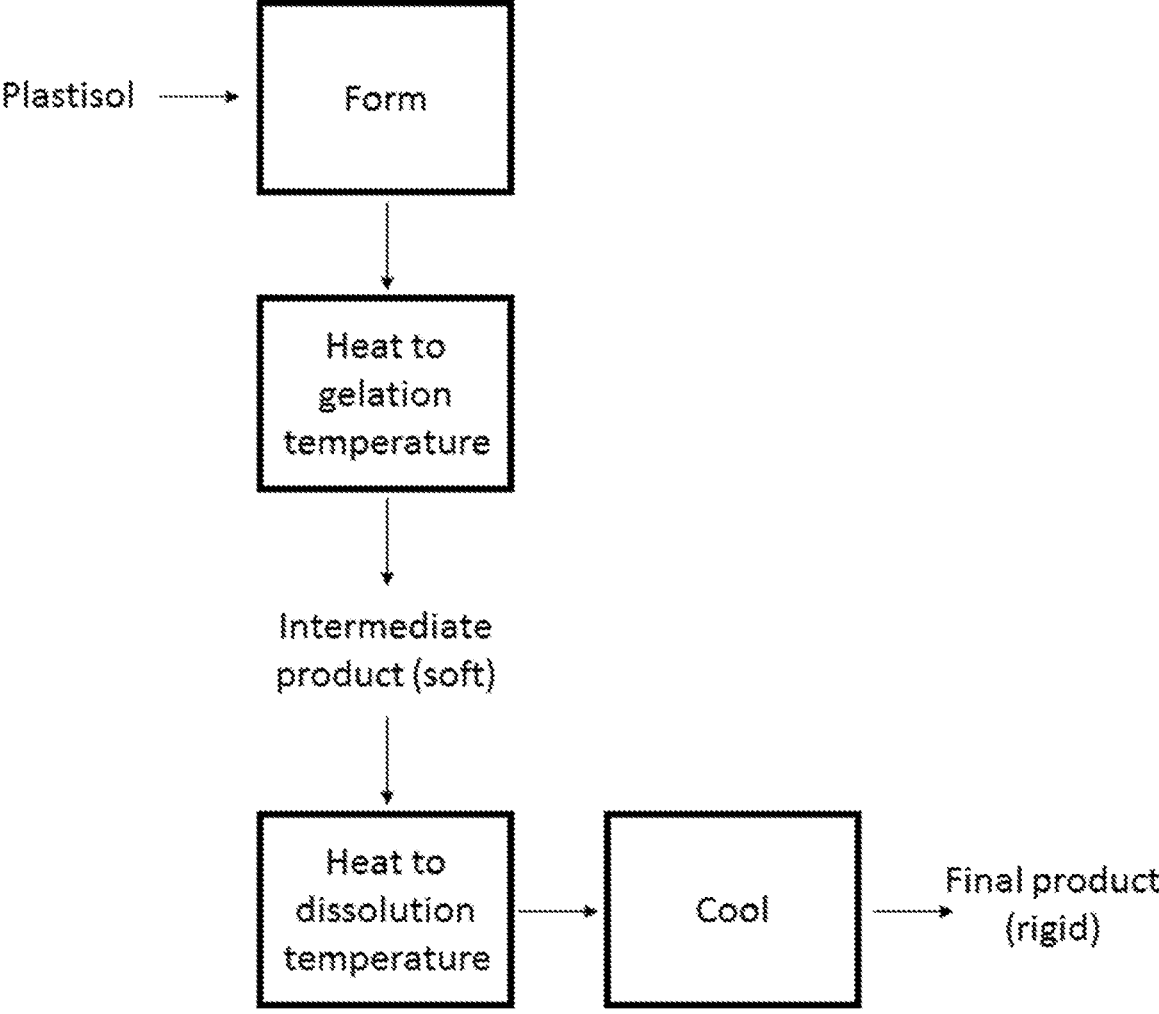 Plastisol
Form
Heat to
gelation
temperature
Intermediate
product (soft)
Heat to
dissolution
temperature
Cool
Final product
(rigid)